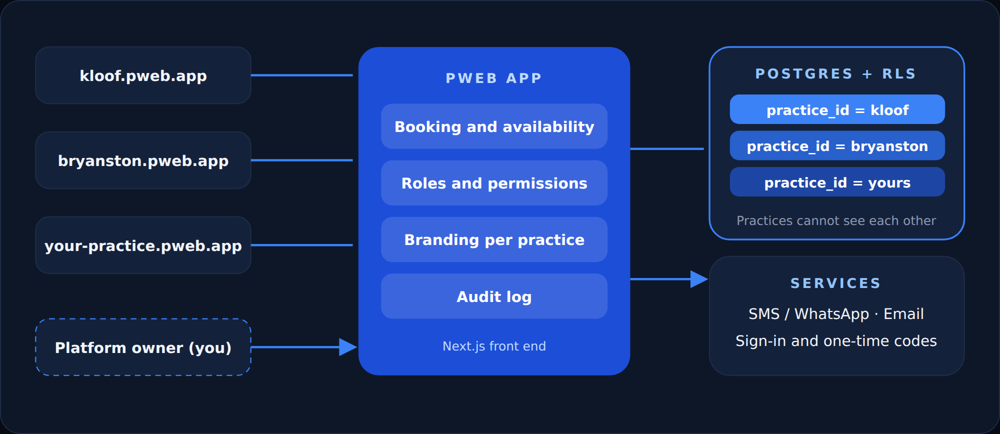 kloof.pweb.app
bryanston.pweb.app
your-practice.pweb.app
Platform owner (you)
PWEB APP
Booking and availability
Roles and permissions
Branding per practice
Audit log
Next.js front end
POSTGRES + RLS
practice_id = kloof
practice_id = bryanston
practice_id = yours
Practices cannot see each other
SERVICES
SMS / WhatsApp · Email
Sign-in and one-time codes